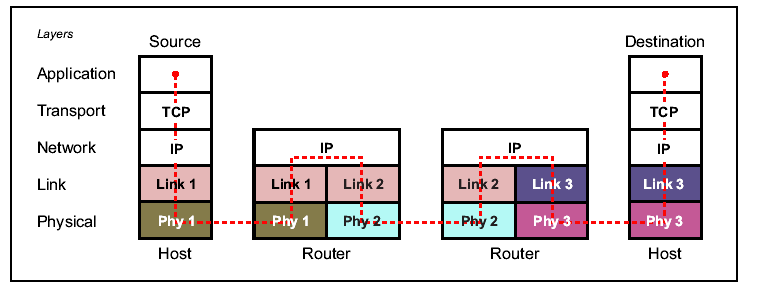 Layers
Source Destination
Application
Transport TCP TCP
Network IP IP IP IP
Link Link 1 Link 1 Link 2 Link 2 Link 3 Link 3
Physical Phy 1 Phy 1 Phy 2 Phy 2 Phy 3 Phy 3
Host Router Router Host